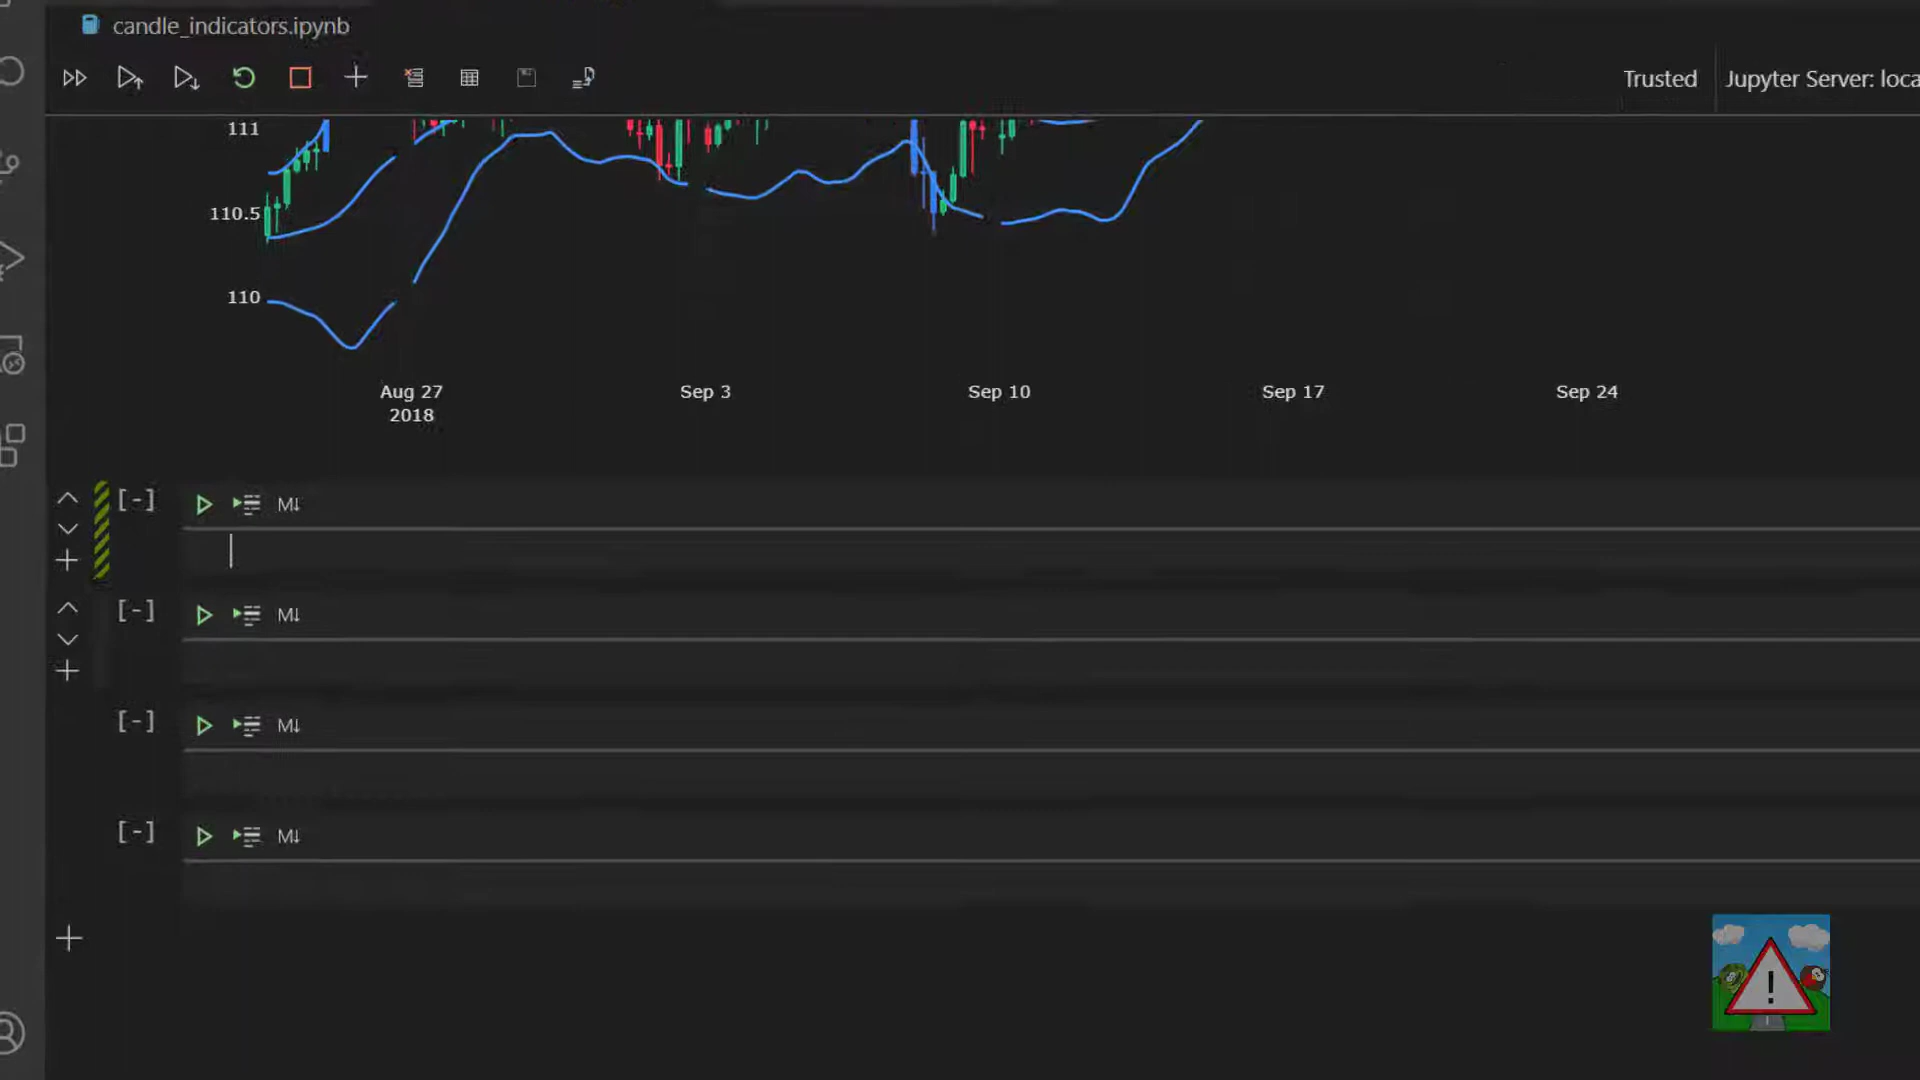 candle_indicators.ipynb
Trusted
Jupyter Server: loca
111
110.5
110
Aug 27
2018
Sep 3
Sep 10
Sep 17
Sep 24
[-]
M↓
[-]
M↓
[-]
M↓
[-]
M↓
!